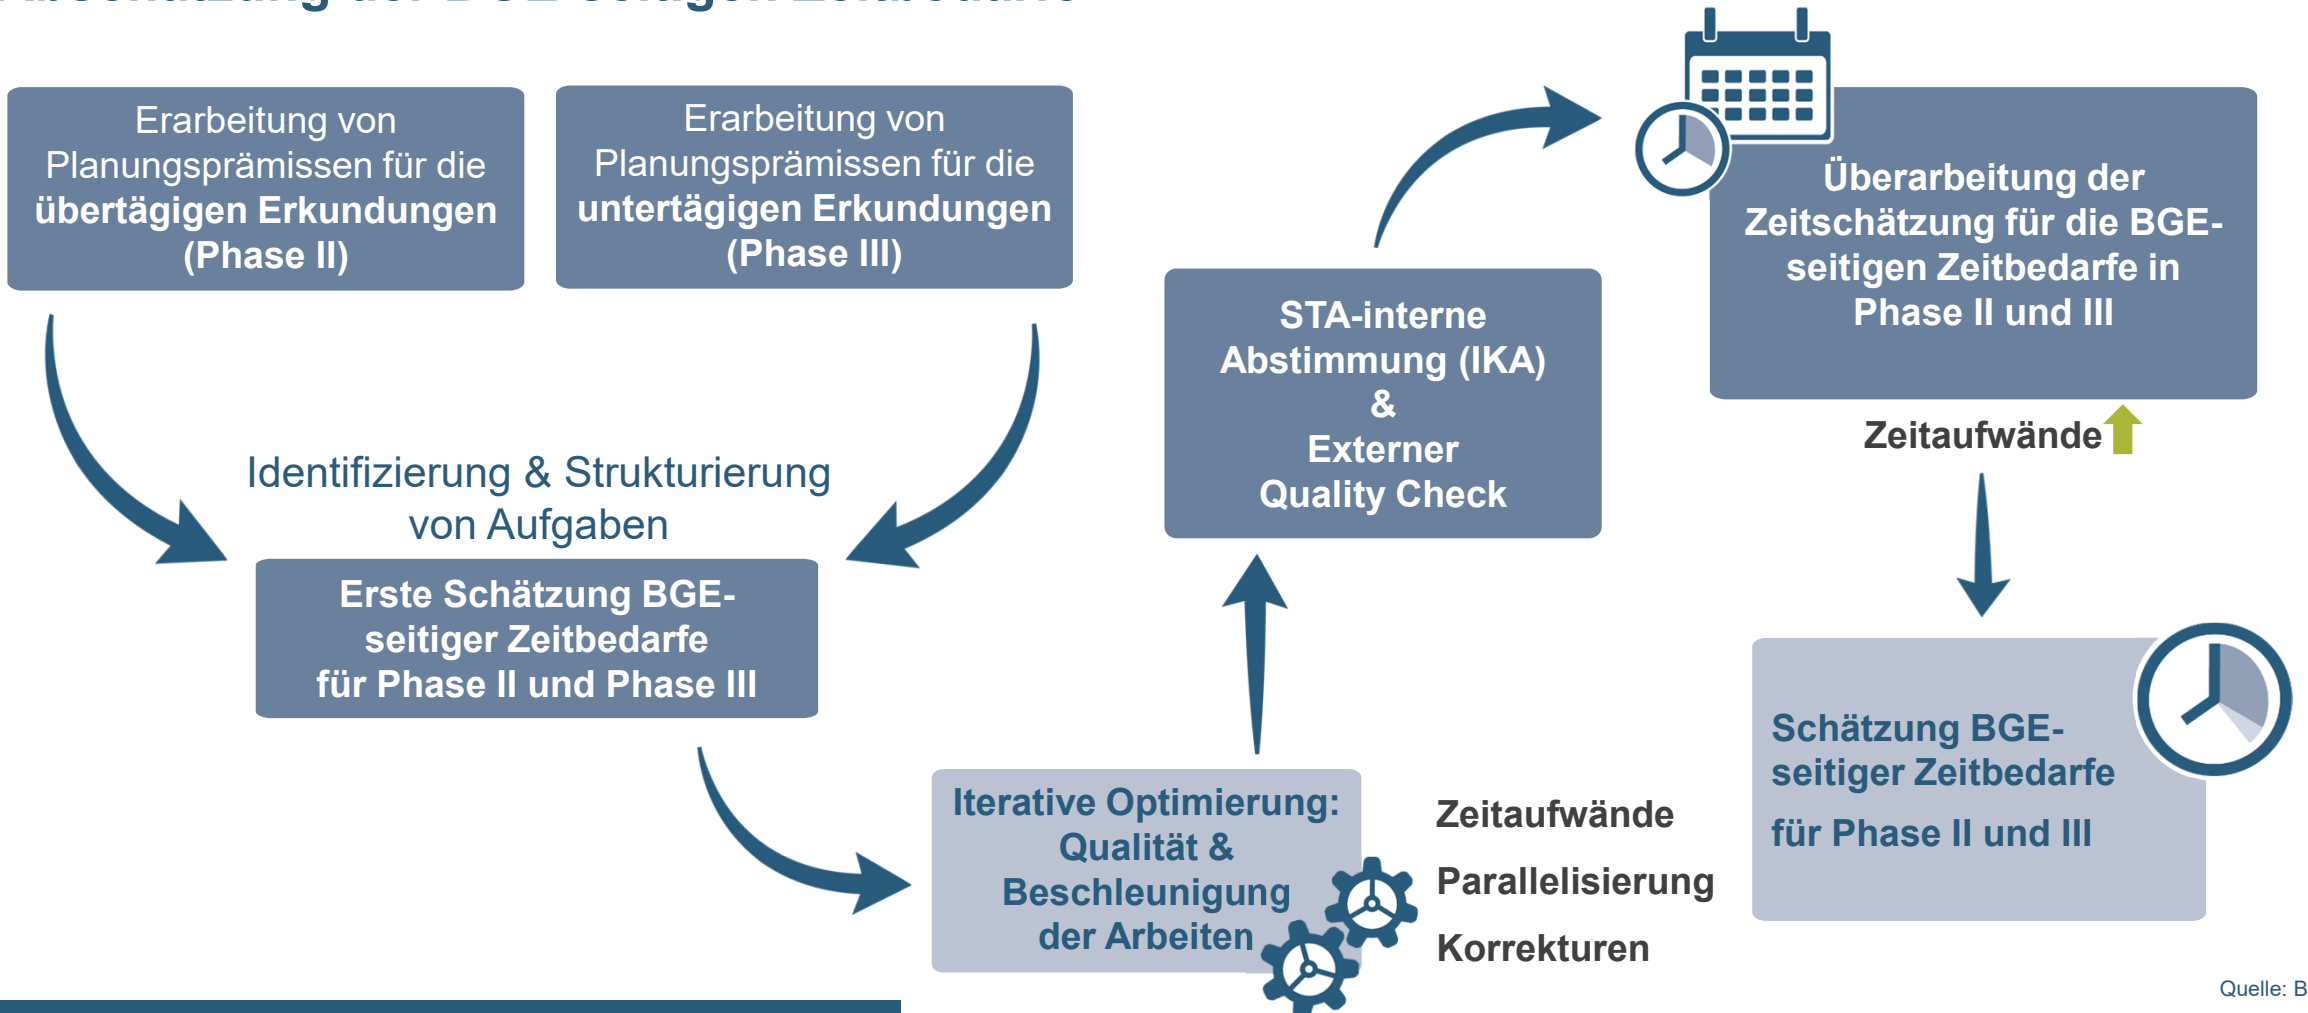 Erarbeitung von
Planungsprämissen für die
übertägigen Erkundungen
(Phase II)
Erarbeitung von
Planungsprämissen für die
untertägigen Erkundungen
(Phase III)
Identifizierung & Strukturierung
von Aufgaben
Erste Schätzung BGE-
seitiger Zeitbedarfe
für Phase II und Phase III
Iterative Optimierung:
Qualität &
Beschleunigung
der Arbeiten
Zeitaufwände
Parallelisierung
Korrekturen
STA-interne
Abstimmung (IKA)
&
Externer
Quality Check
Überarbeitung der
Zeitschätzung für die BGE-
seitigen Zeitbedarfe in
Phase II und III
Zeitaufwände
Schätzung BGE-
seitiger Zeitbedarfe
für Phase II und III
Quelle: B